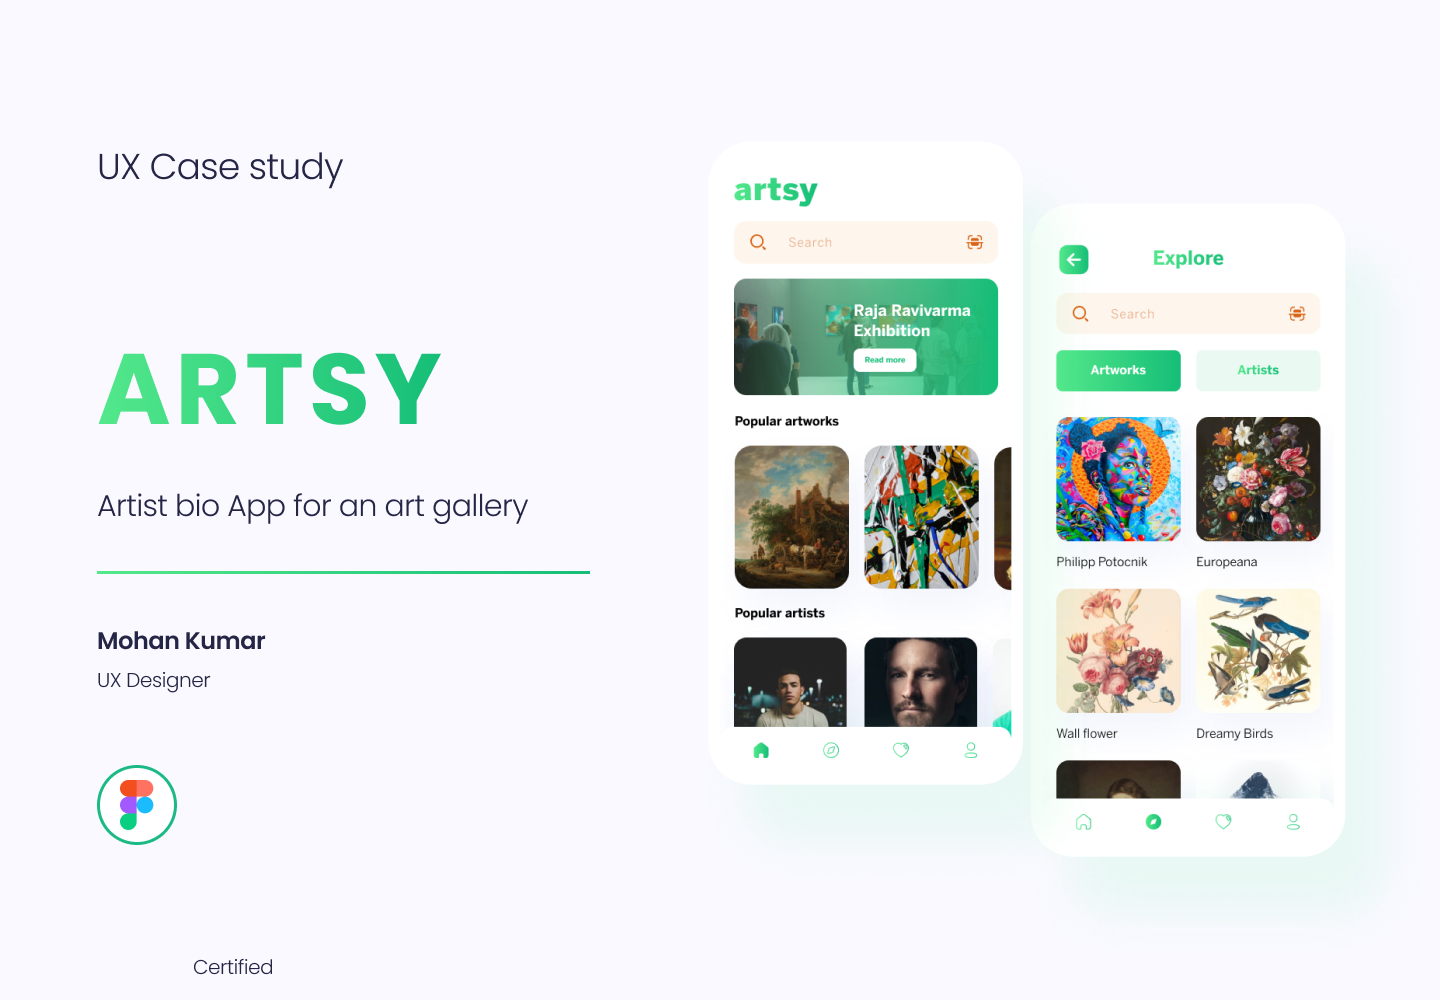 UX Case study
ARTSY
Artist bio App for an art gallery
Mohan Kumar
UX Designer
Certified
artsy
Search
Raja Ravivarma
Exhibition
Read more
Popular artworks
Popular artists
Explore
Search
Artworks
Artists
Philipp Potocnik
Europeana
Wall flower
Dreamy Birds